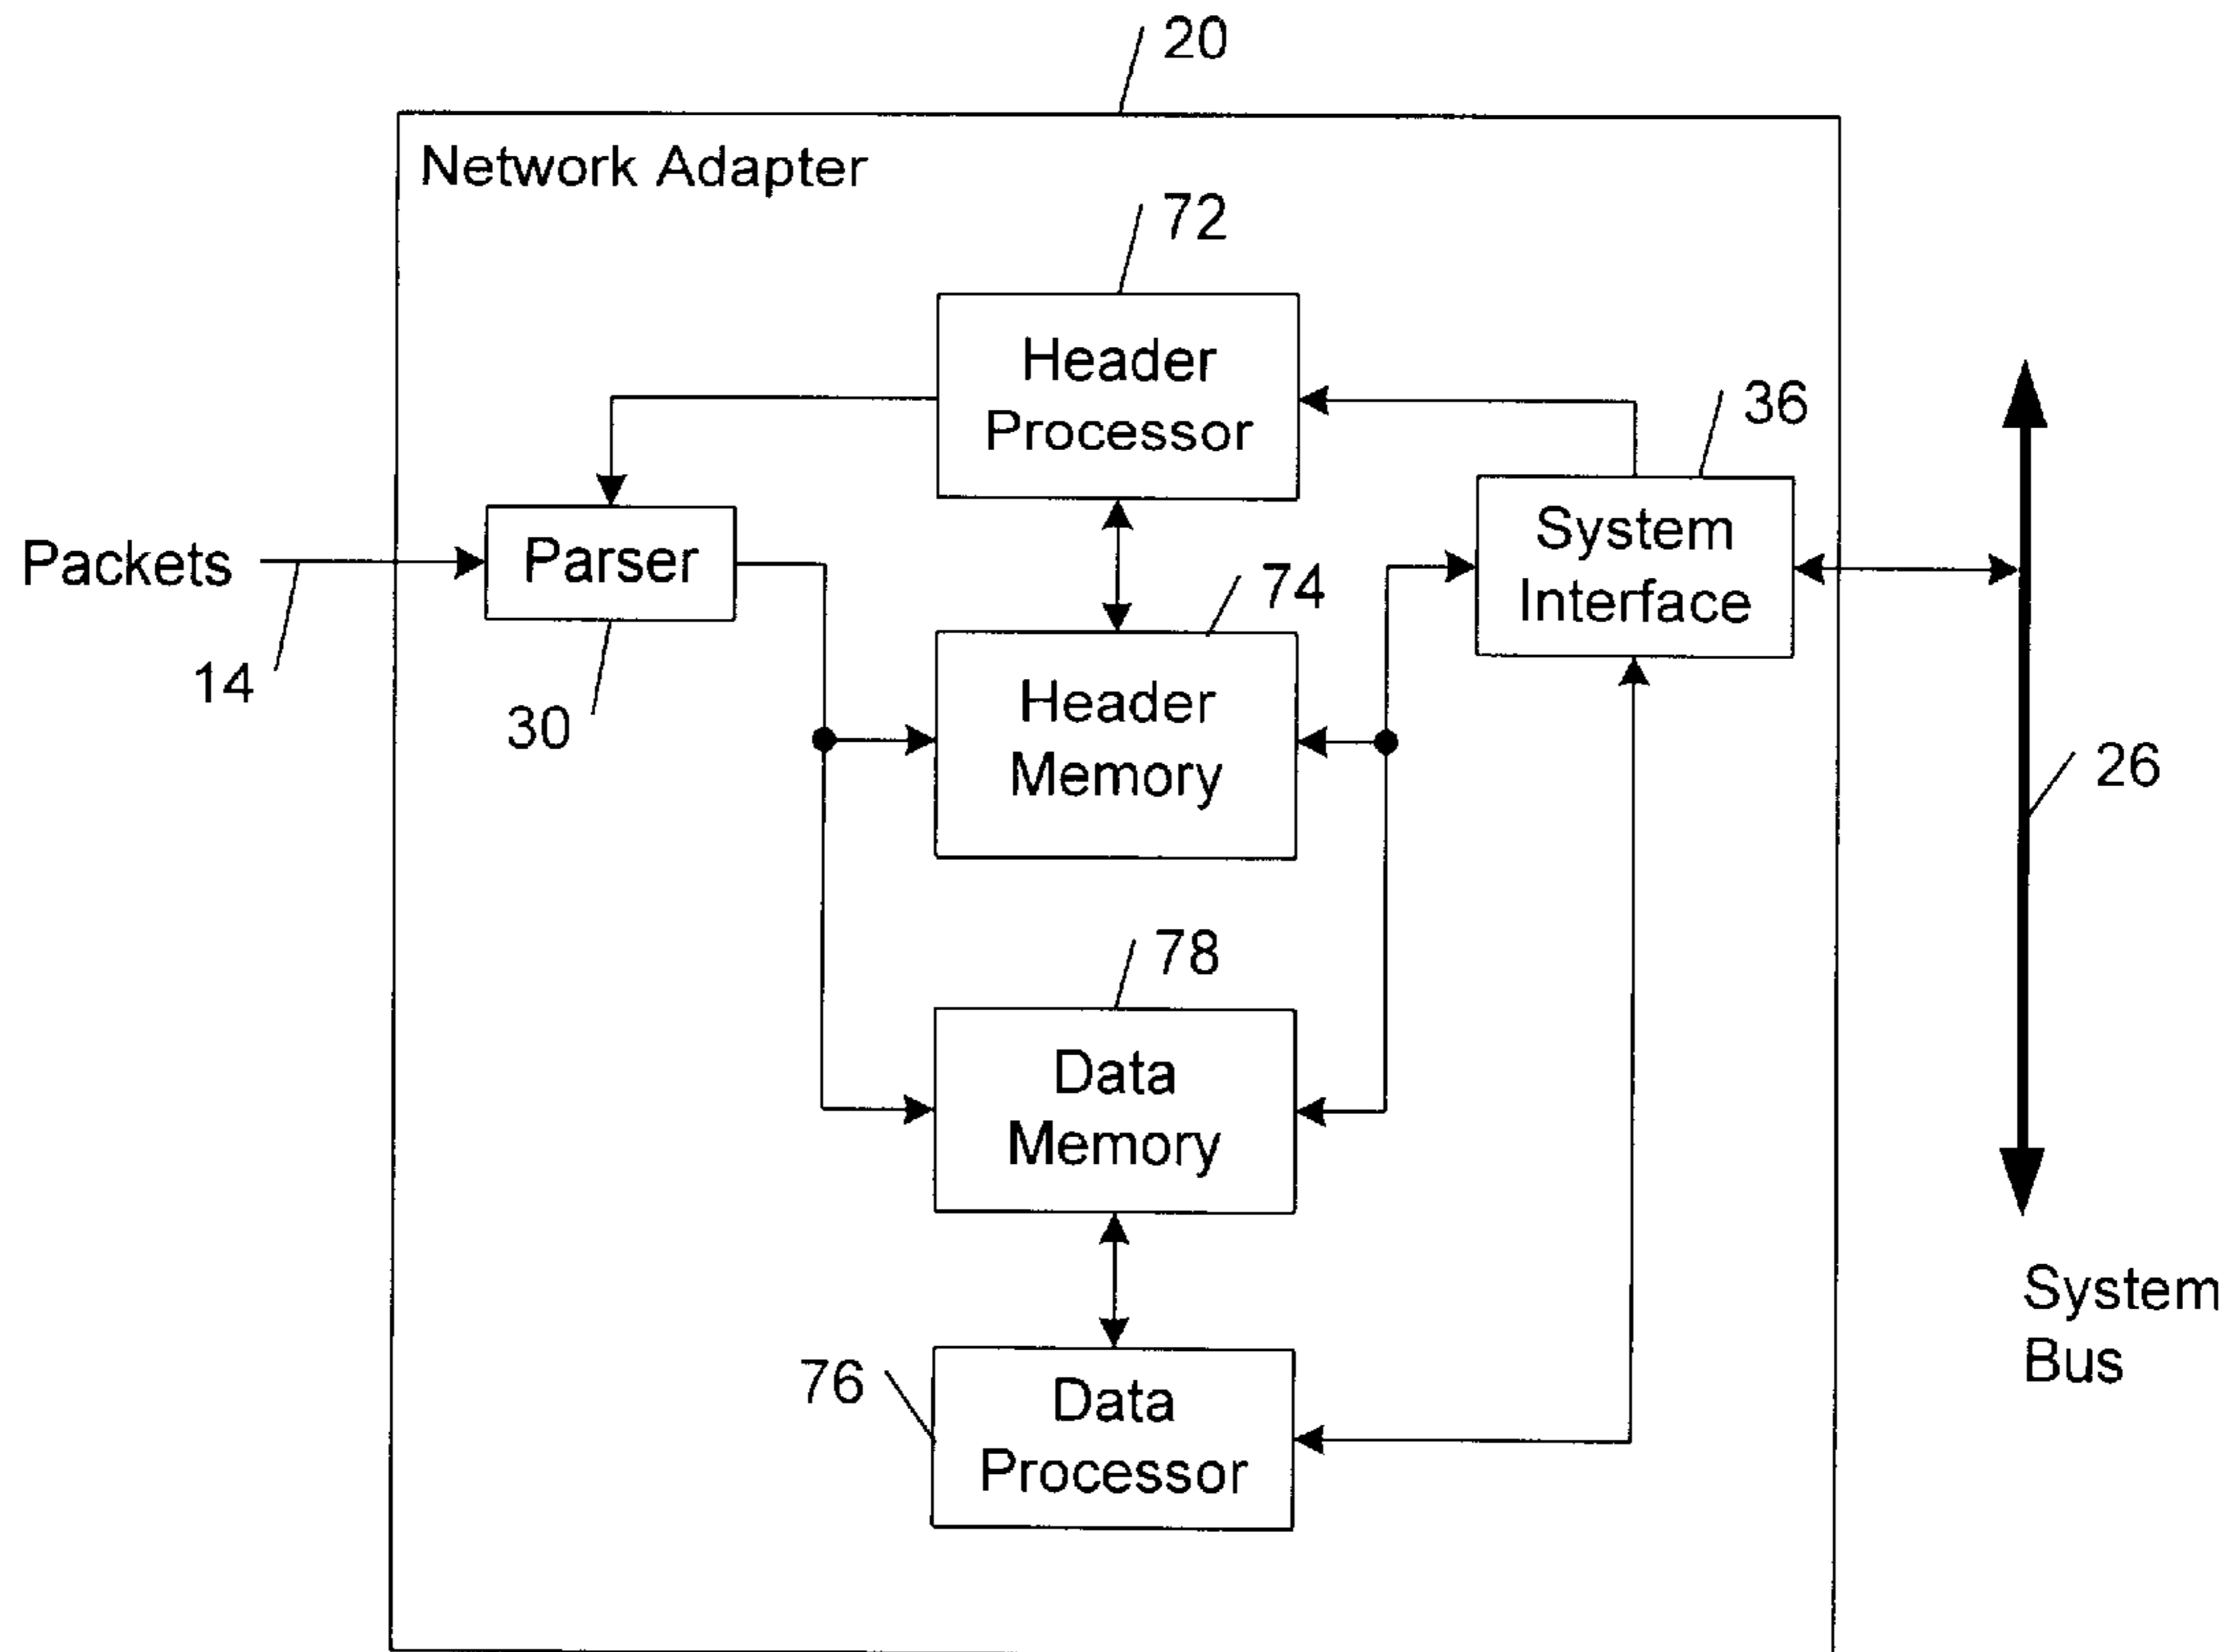 20
Network Adapter
72
Header
Processor
36
System
Interface
Packets
Parser
14
30
74
Header
Memory
26
78
Data
Memory
System
Bus
76
Data
Processor